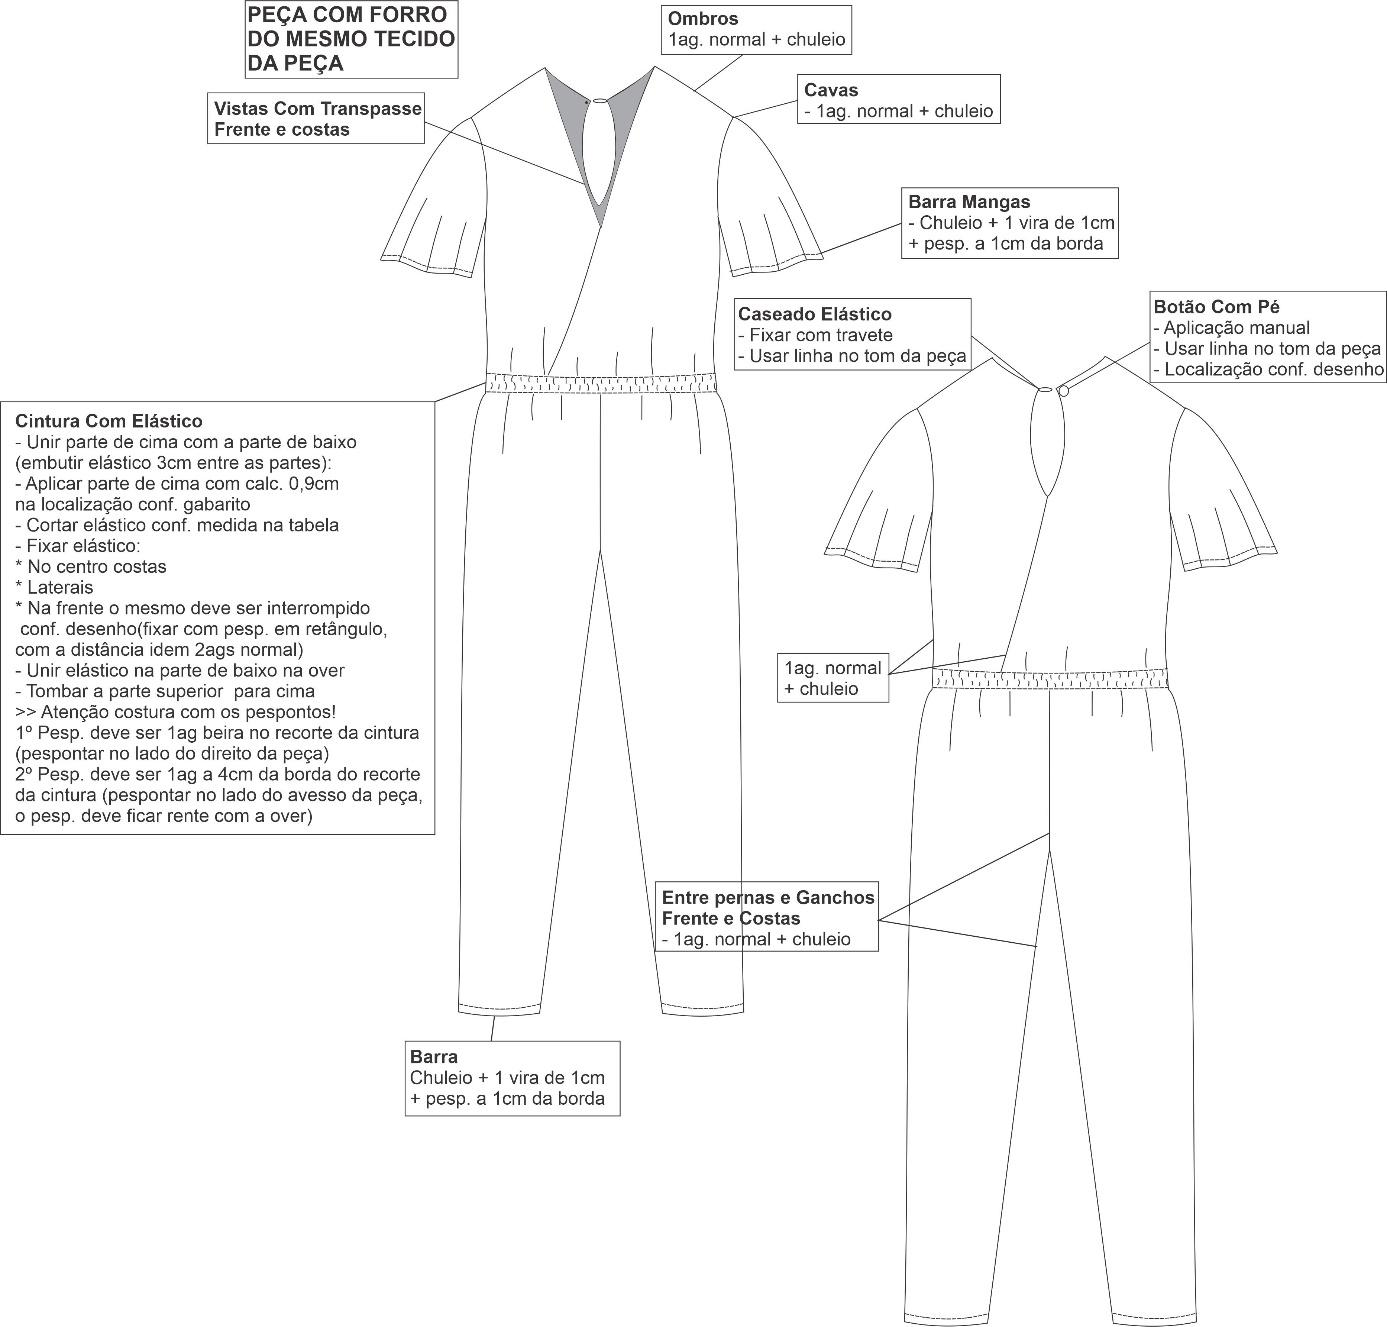 PEÇA COM FORRO
DO MESMO TECIDO
DA PEÇA
Ombros
1ag. normal + chuleio
Vistas Com Transpasse
Frente e costas
Cavas
- 1ag. normal + chuleio
Barra Mangas
- Chuleio + 1 vira de 1cm
+ pesp. a 1cm da borda
Caseado Elástico
- Fixar com travete
- Usar linha no tom da peça
Botão Com Pé
- Aplicação manual
- Usar linha no tom da peça
- Localização conf. desenho
Cintura Com Elástico
- Unir parte de cima com a parte de baixo
(embutir elástico 3cm entre as partes):
- Aplicar parte de cima com calc. 0,9cm
na localização conf. gabarito
- Cortar elástico conf. medida na tabela
- Fixar elástico:
* No centro costas
* Laterais
* Na frente o mesmo deve ser interrompido
conf. desenho(fixar com pesp. em retângulo,
com a distância idem 2ags normal)
- Unir elástico na parte de baixo na over
- Tombar a parte superior para cima
>> Atenção costura com os pespontos!
1º Pesp. deve ser 1ag beira no recorte da cintura
(pespontar no lado do direito da peça)
2º Pesp. deve ser 1ag a 4cm da borda do recorte
da cintura (pespontar no lado do avesso da peça,
o pesp. deve ficar rente com a over)
1ag. normal
+ chuleio
Entre pernas e Ganchos
Frente e Costas
- 1ag. normal + chuleio
Barra
Chuleio + 1 vira de 1cm
+ pesp. a 1cm da borda